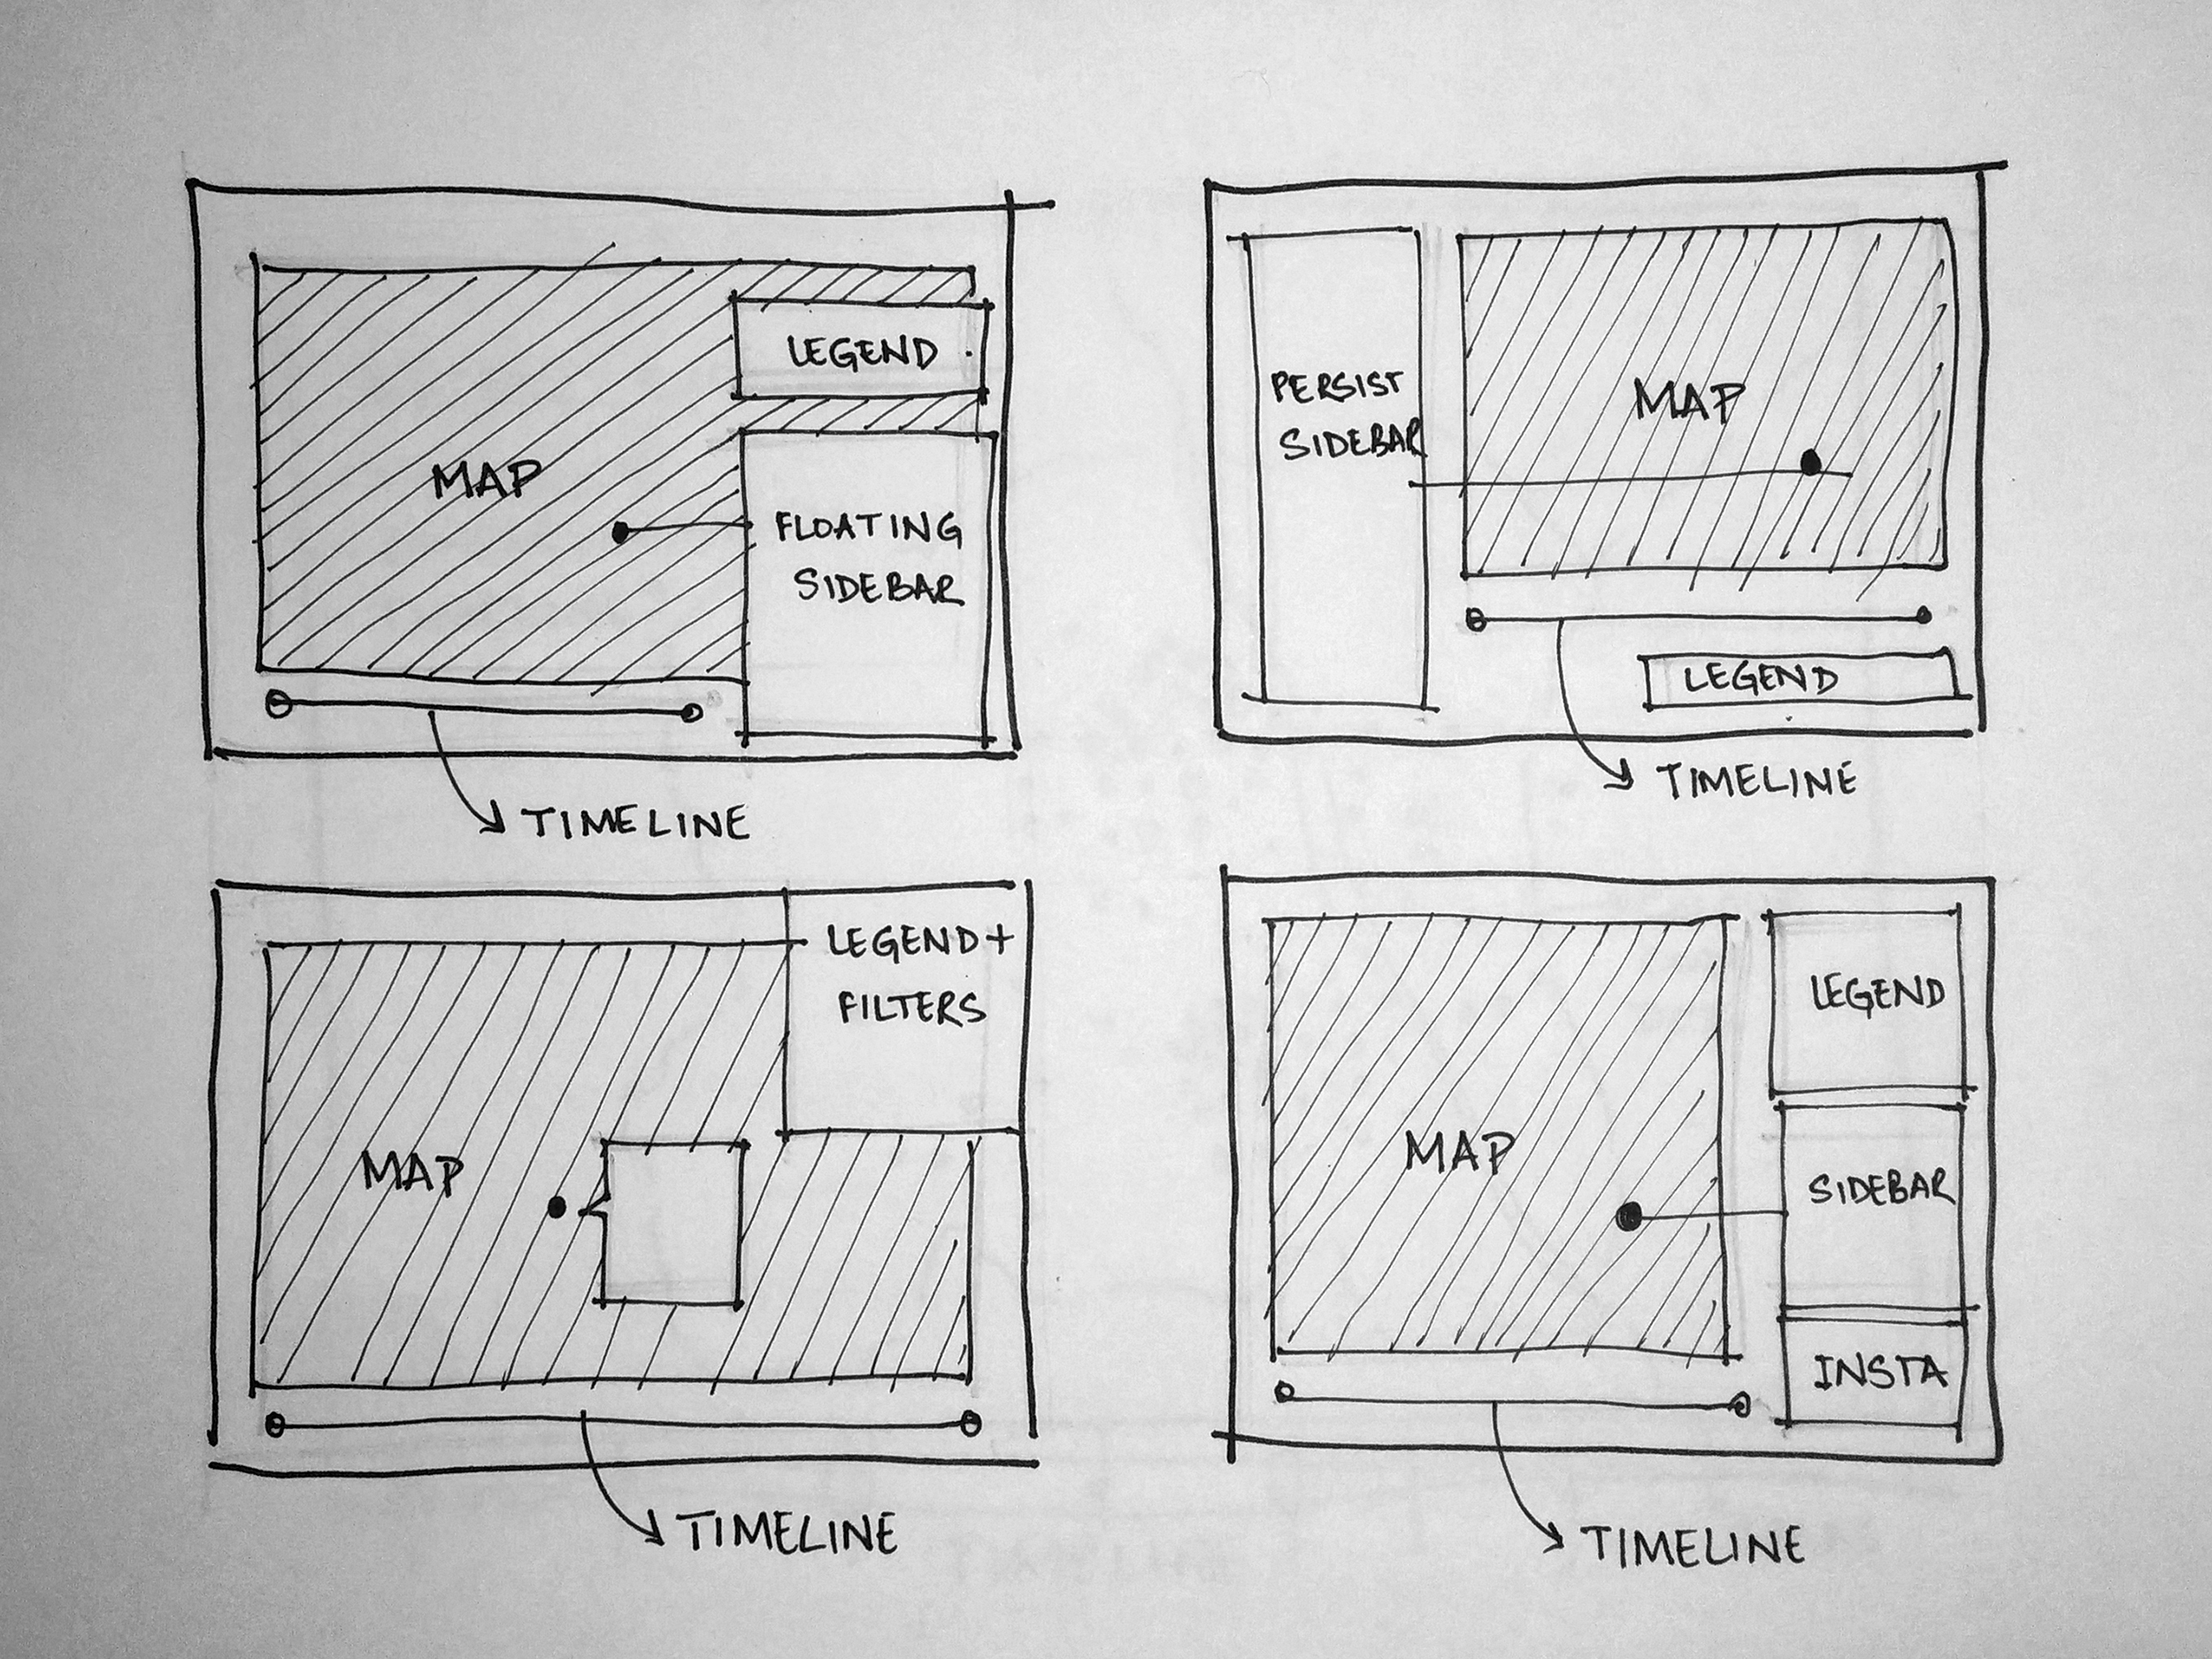 LEGEND
MAP
FLOATING
SIDEBAR
TIMELINE
PERSIST
SIDEBAR
MAP
LEGEND
TIMELINE
LEGEND+
FILTERS
MAP
TIMELINE
LEGEND
MAP
SIDEBAR
INSTA
TIMELINE